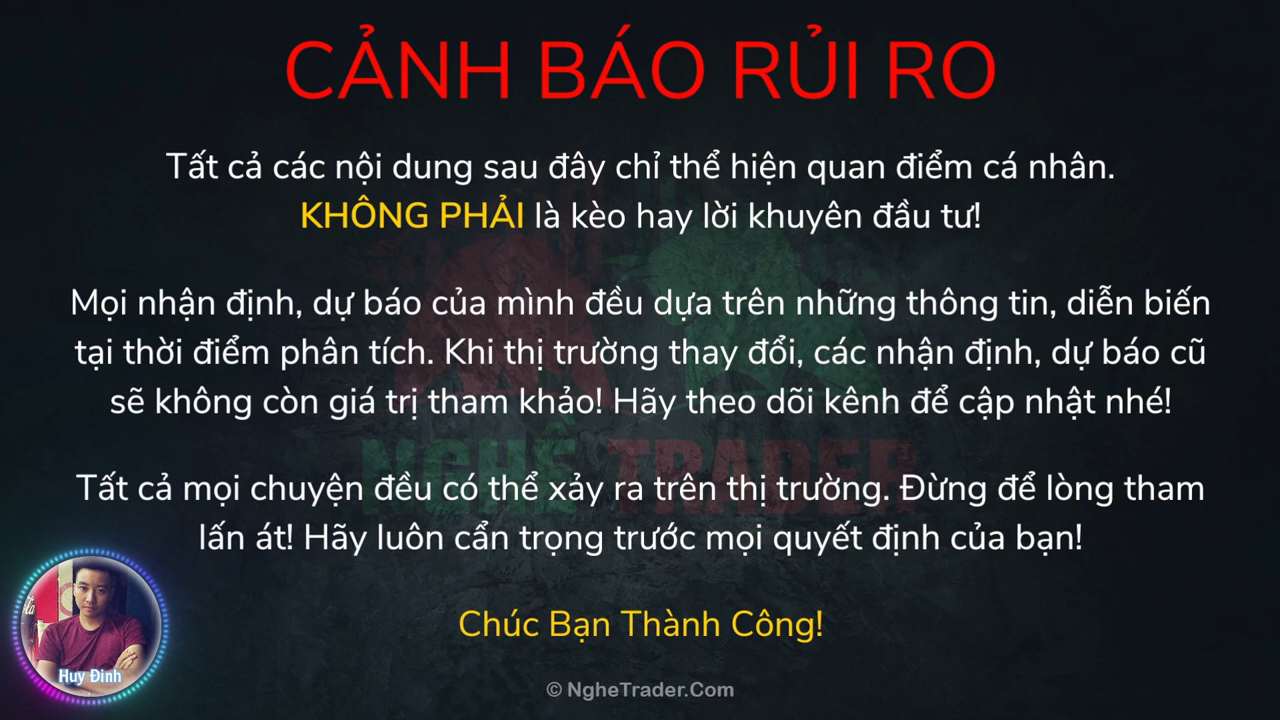 CẢNH BÁO RỦI RO
Tất cả các nội dung sau đây chỉ thể hiện quan điểm cá nhân.
KHÔNG PHẢI là kèo hay lời khuyên đầu tư!
Mọi nhận định, dự báo của mình đều dựa trên những thông tin, diễn biến
tại thời điểm phân tích. Khi thị trường thay đổi, các nhận định, dự báo cũ
sẽ không còn giá trị tham khảo! Hãy theo dõi kênh để cập nhật nhé!
NGHỀ TRADER
Tất cả mọi chuyện đều có thể xảy ra trên thị trường. Đừng để lòng tham
lấn át! Hãy luôn cẩn trọng trước mọi quyết định của bạn!
Chúc Bạn Thành Công!
Huy Đinh
© NgheTrader.Com